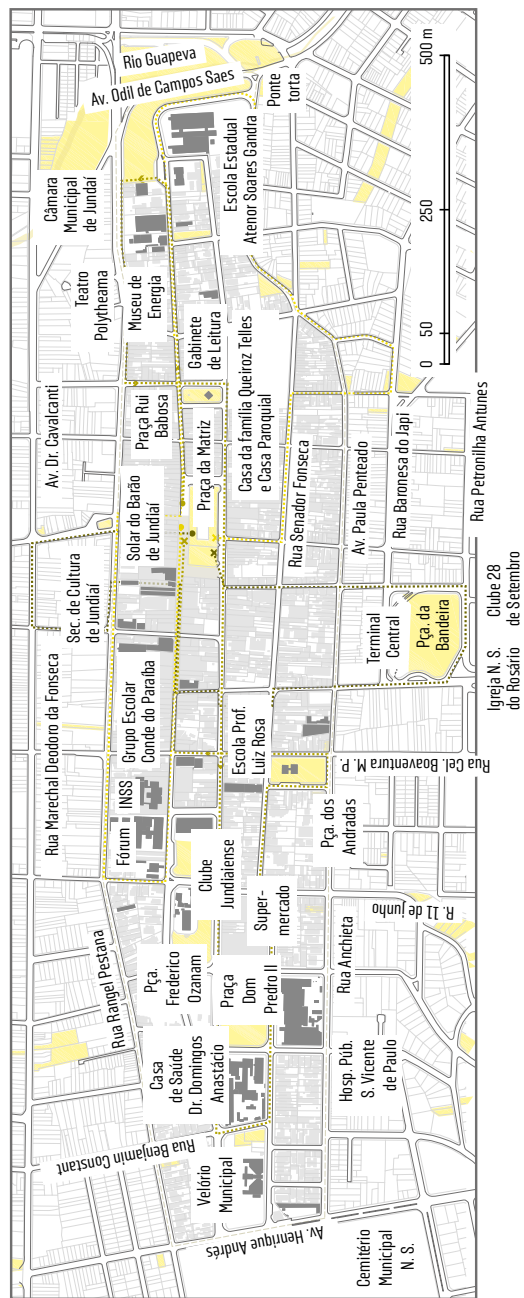 Rio Guapeva
Av. Odil de Campos Saes
Ponte
torta
500 m
250
50
0
Câmara
Municipal
de Jundaí
Escola Estadual
Atenor Soares Gandra
Teatro
Polytheama
Museu de
Energia
Gabinete
de Leitura
Av. Dr. Cavalcanti
Praça Rui
Babosa
Praça da Matriz
Casa da família Queiroz Telles
e Casa Paroquial
Rua Senador Fonseca
Av. Paula Penteado
Rua Baronesa do Japi
Rua Petronilha Antunes
Solar do Barão
de Jundiaí
Sec. de Cultura
de Jundiaí
Terminal
Central
Pça. da
Bandeira
Clube 28
de Setembro
Igreja N. S.
do Rosário
Rua Marechal Deodoro da Fonseca
Grupo Escolar
Conde do Paraíba
Escola Prof.
Luiz Rosa
Rua Cel. Boaventura M. P.
INSS
Fórum
Clube
Jundiaiense
Pça. dos
Andradas
Super-
mercado
R. 11 de junho
Rua Rangel Pestana
Pça.
Frederico
Ozanam
Praça
Dom
Predro II
Rua Anchieta
Casa
de Saúde
Dr. Domingos
Anastácio
Hosp. Púb.
S. Vicente
de Paulo
Rua Benjamin Constant
Velório
Municipal
Av. Henrique Andrés
Cemitério
Municipal
N. S.